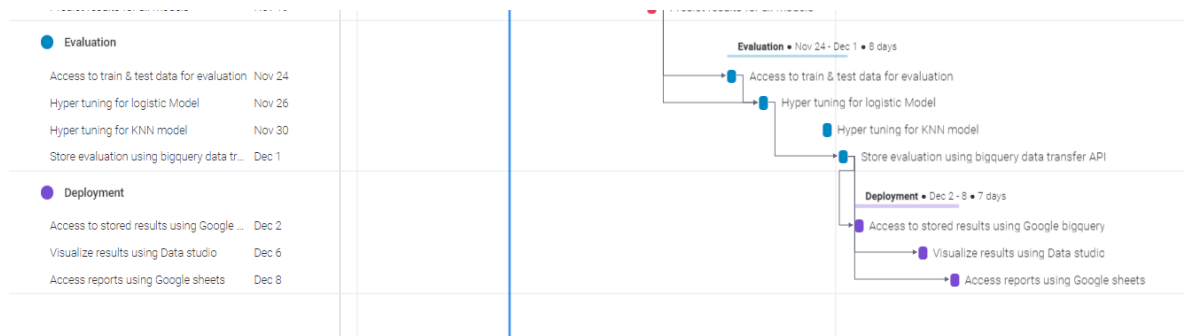 Predict results for all models
Evaluation
Evaluation • Nov 24 - Dec 1 • 8 days
Access to train & test data for evaluation Nov 24
Access to train & test data for evaluation
Hyper tuning for logistic Model Nov 26
Hyper tuning for logistic Model
Hyper tuning for KNN model Nov 30
Hyper tuning for KNN model
Store evaluation using bigquery data tr... Dec 1
Store evaluation using bigquery data transfer API
Deployment
Deployment • Dec 2 - 8 • 7 days
Access to stored results using Google ... Dec 2
Access to stored results using Google bigquery
Visualize results using Data studio Dec 6
Visualize results using Data studio
Access reports using Google sheets Dec 8
Access reports using Google sheets